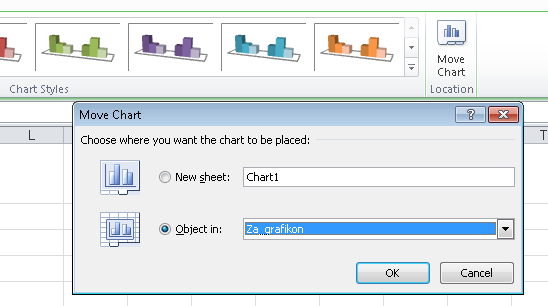 Move
Chart
Chart Styles
Location
Move Chart
?
L
T
Choose where you want the chart to be placed:
New sheet:
Chart1
Object in:
Za_grafikon
OK
Cancel